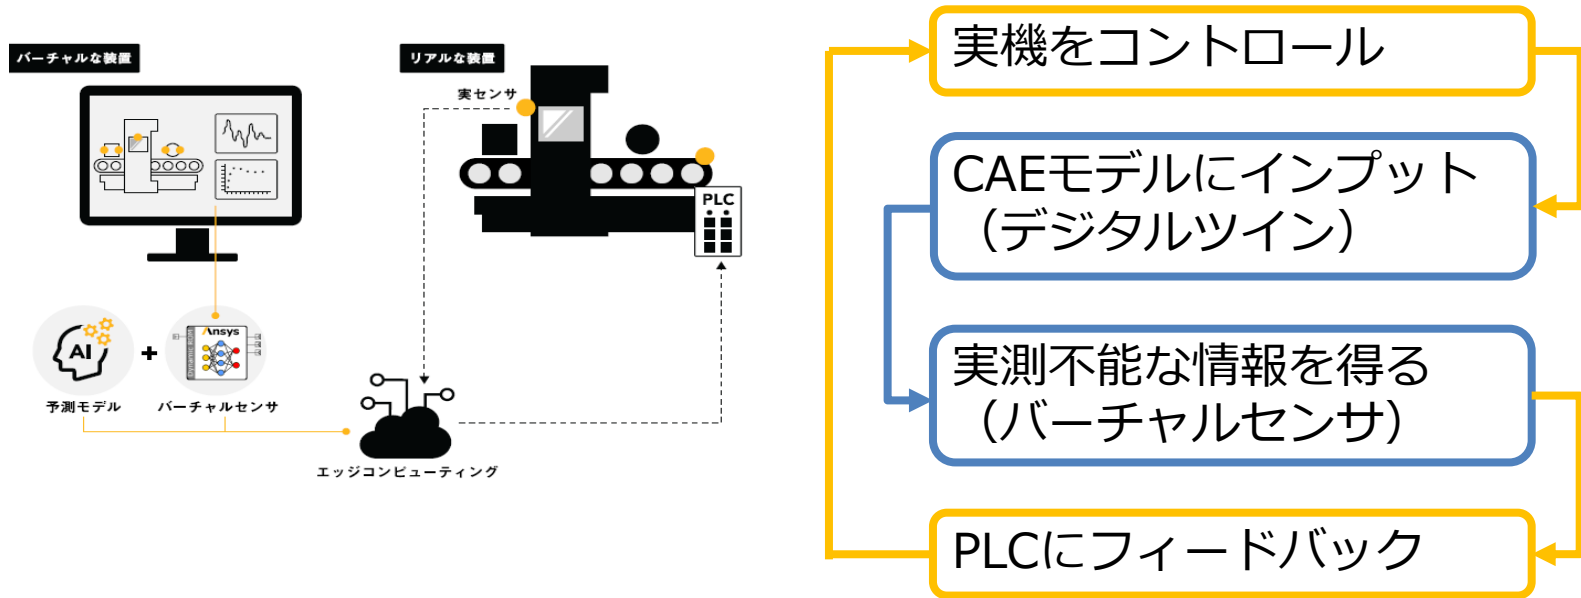 バーチャルな装置
リアルな装置
実センサ
PLC
AI
+
Ansys
Dynamic ROM
予測モデル
バーチャルセンサ
エッジコンピューティング
実機をコントロール
CAEモデルにインプット
（デジタルツイン）
実測不能な情報を得る
（バーチャルセンサ）
PLCにフィードバック